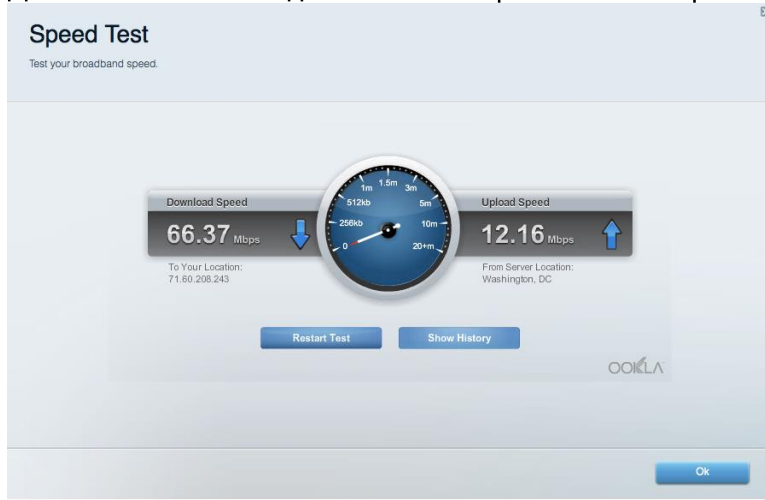 Speed Test
Test your broadband speed.
Download Speed
66.37 Mbps
To Your Location:
71.60.208.243
0
256kb
512kb
1m
1.5m
3m
5m
10m
20+m
Upload Speed
12.16 Mbps
From Server Location:
Washington, DC
Restart Test
Show History
OOKLA
Ok